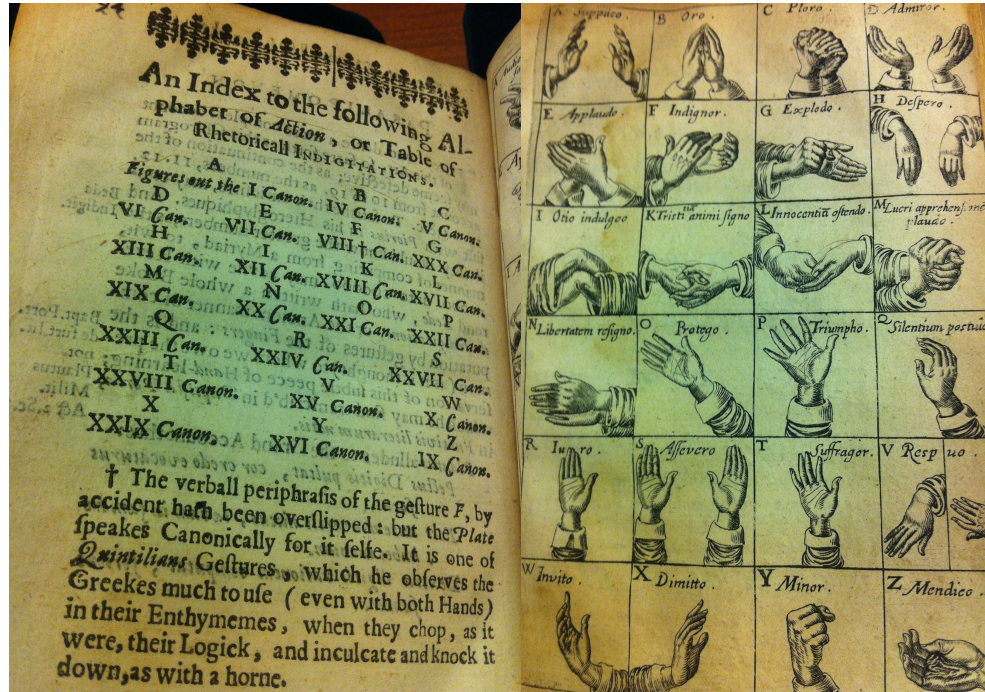 24
An Index to the following Al-
phabet of Action, or Table of
Rhetoricall INDIGITATIONS.
A B C
Figures out the I Canon. IV Canon. V Canon.
D E F G
VI Can. VII Can. VIII † Can. XXX Can.
H I K L
XIII Can. XII Can. XVIII Can. XVII Can.
M N O P
XIX Can. XX Can. XXI Can. XXII Can.
Q R S
XXIII Can. XXIV Can. XXVII Can.
T V W
XXVIII Canon. XV Canon. X Canon.
X Y Z
XXIX Canon. XVI Canon. IX Canon.
† The verball periphrasis of the gesture F, by
accident hath been overslipped: but the Plate
speakes Canonically for it selfe. It is one of
Quintilians Gestures, which he observes the
Greekes much to use (even with both Hands)
in their Enthymemes, when they chop, as it
were, their Logick, and inculcate and knock it
down, as with a horne.
A Supplico. B Oro. C Ploro. D Admiror.
E Applaudo. F Indignor. G Explodo. H Despero.
I Otio indulgeo K Tristitiā animi signo L Innocentiā ostendo. M Lucri
plaudo.
N Libertatem resigno. O Protego. P Triumpho. Q Silentium
R Iuro. S Assevero T Suffragor. V Respuo.
W Invito. X Dimitto. Y Minor. Z Mendico.